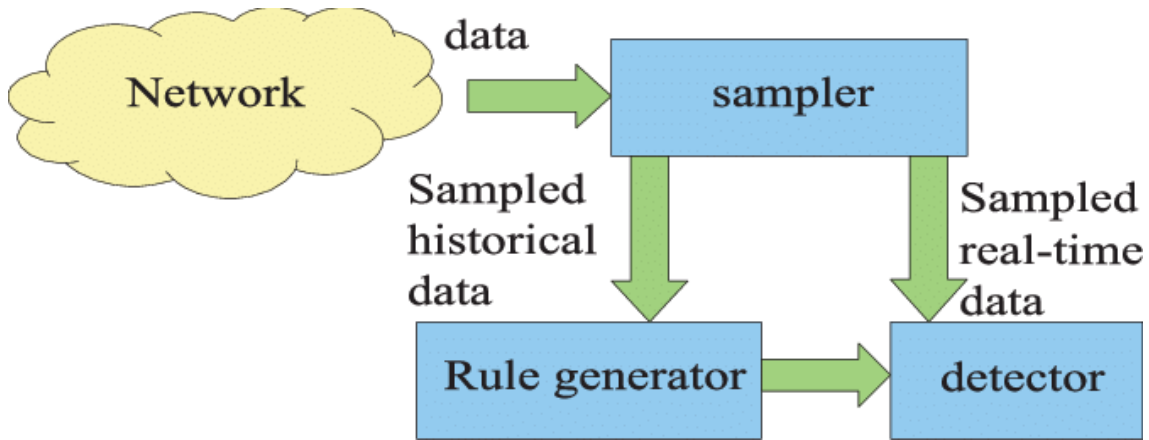 data
Network
sampler
Sampled
historical
data
Sampled
real-time
data
Rule generator
detector